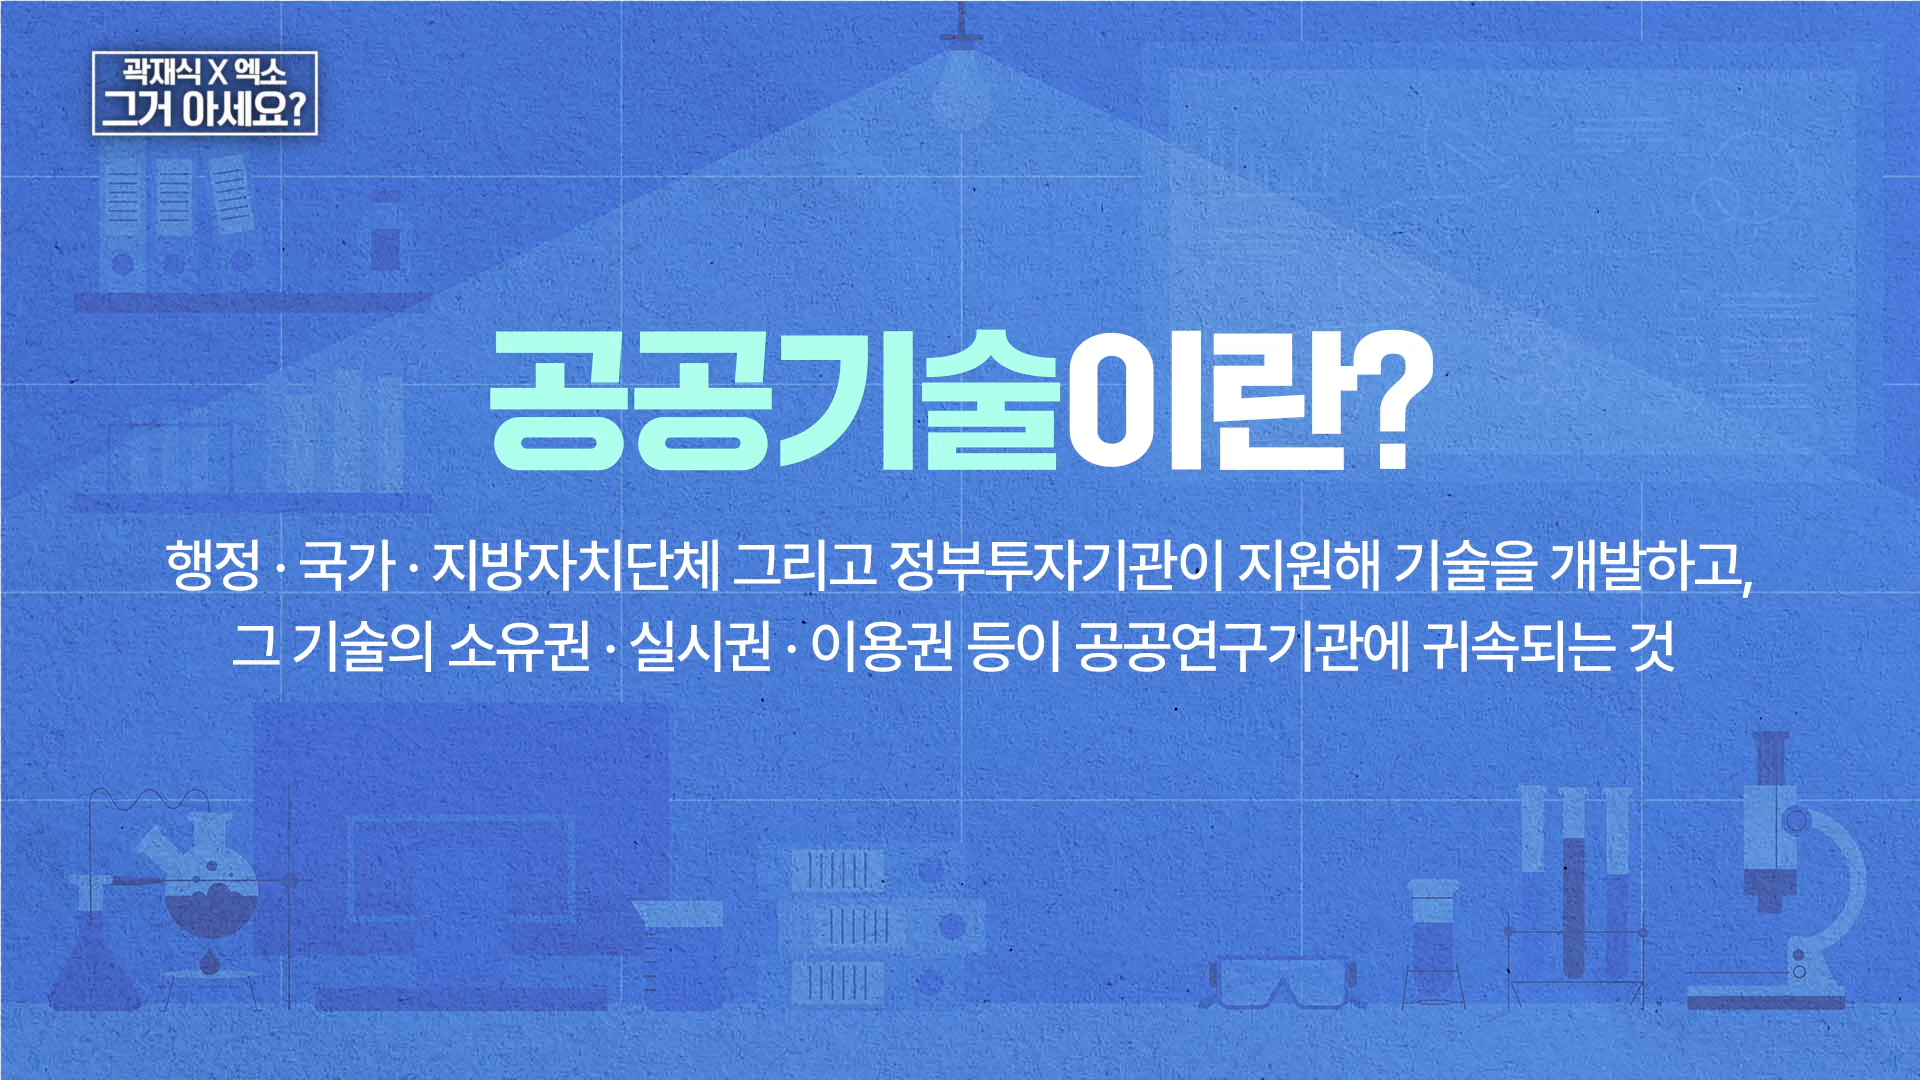 곽재식 X 엑소
그거 아세요?
공공기술이란?
행정 · 국가 · 지방자치단체 그리고 정부투자기관이 지원해 기술을 개발하고,
그 기술의 소유권 · 실시권 · 이용권 등이 공공연구기관에 귀속되는 것